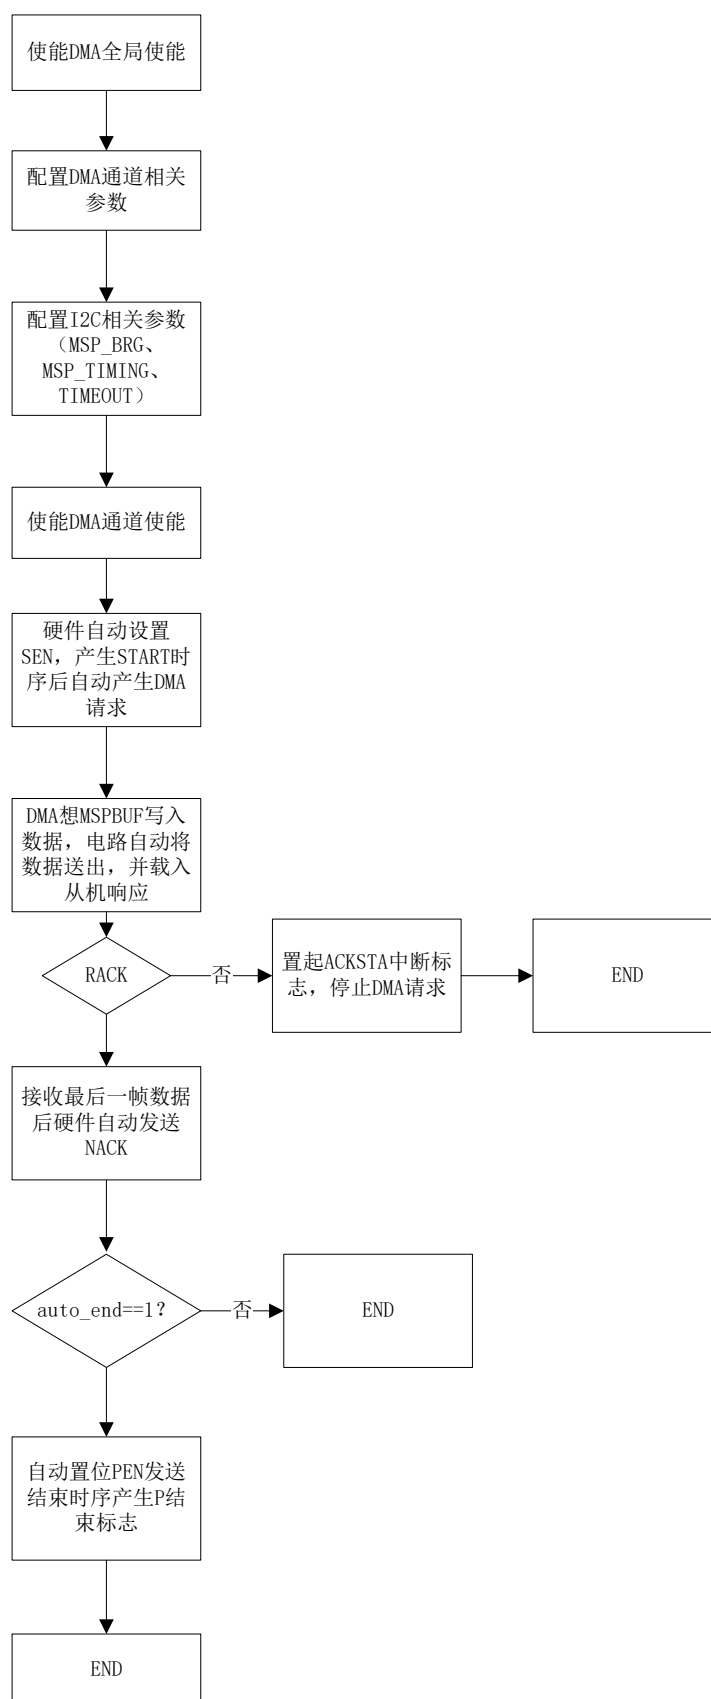 使能DMA全局使能
配置DMA通道相关
参数
配置I2C相关参数
（MSP_BRG、
MSP_TIMING、
TIMEOUT）
使能DMA通道使能
硬件自动设置
SEN，产生START时
序后自动产生DMA
请求
DMA想MSPBUF写入
数据，电路自动将
数据送出，并载入
从机响应
RACK
否
置起ACKSTA中断标
志，停止DMA请求
END
接收最后一帧数据
后硬件自动发送
NACK
auto_end==1?
否
END
自动置位PEN发送
结束时序产生P结
束标志
END